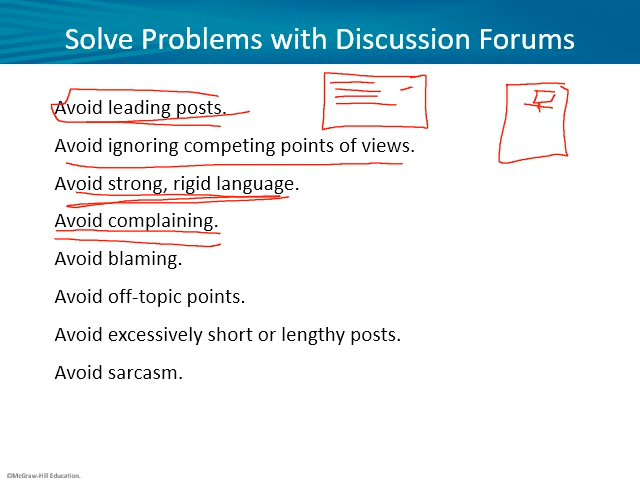 Solve Problems with Discussion Forums
Avoid leading posts.
Avoid ignoring competing points of views.
Avoid strong, rigid language.
Avoid complaining.
Avoid blaming.
Avoid off-topic points.
Avoid excessively short or lengthy posts.
Avoid sarcasm.
©McGraw-Hill Education.